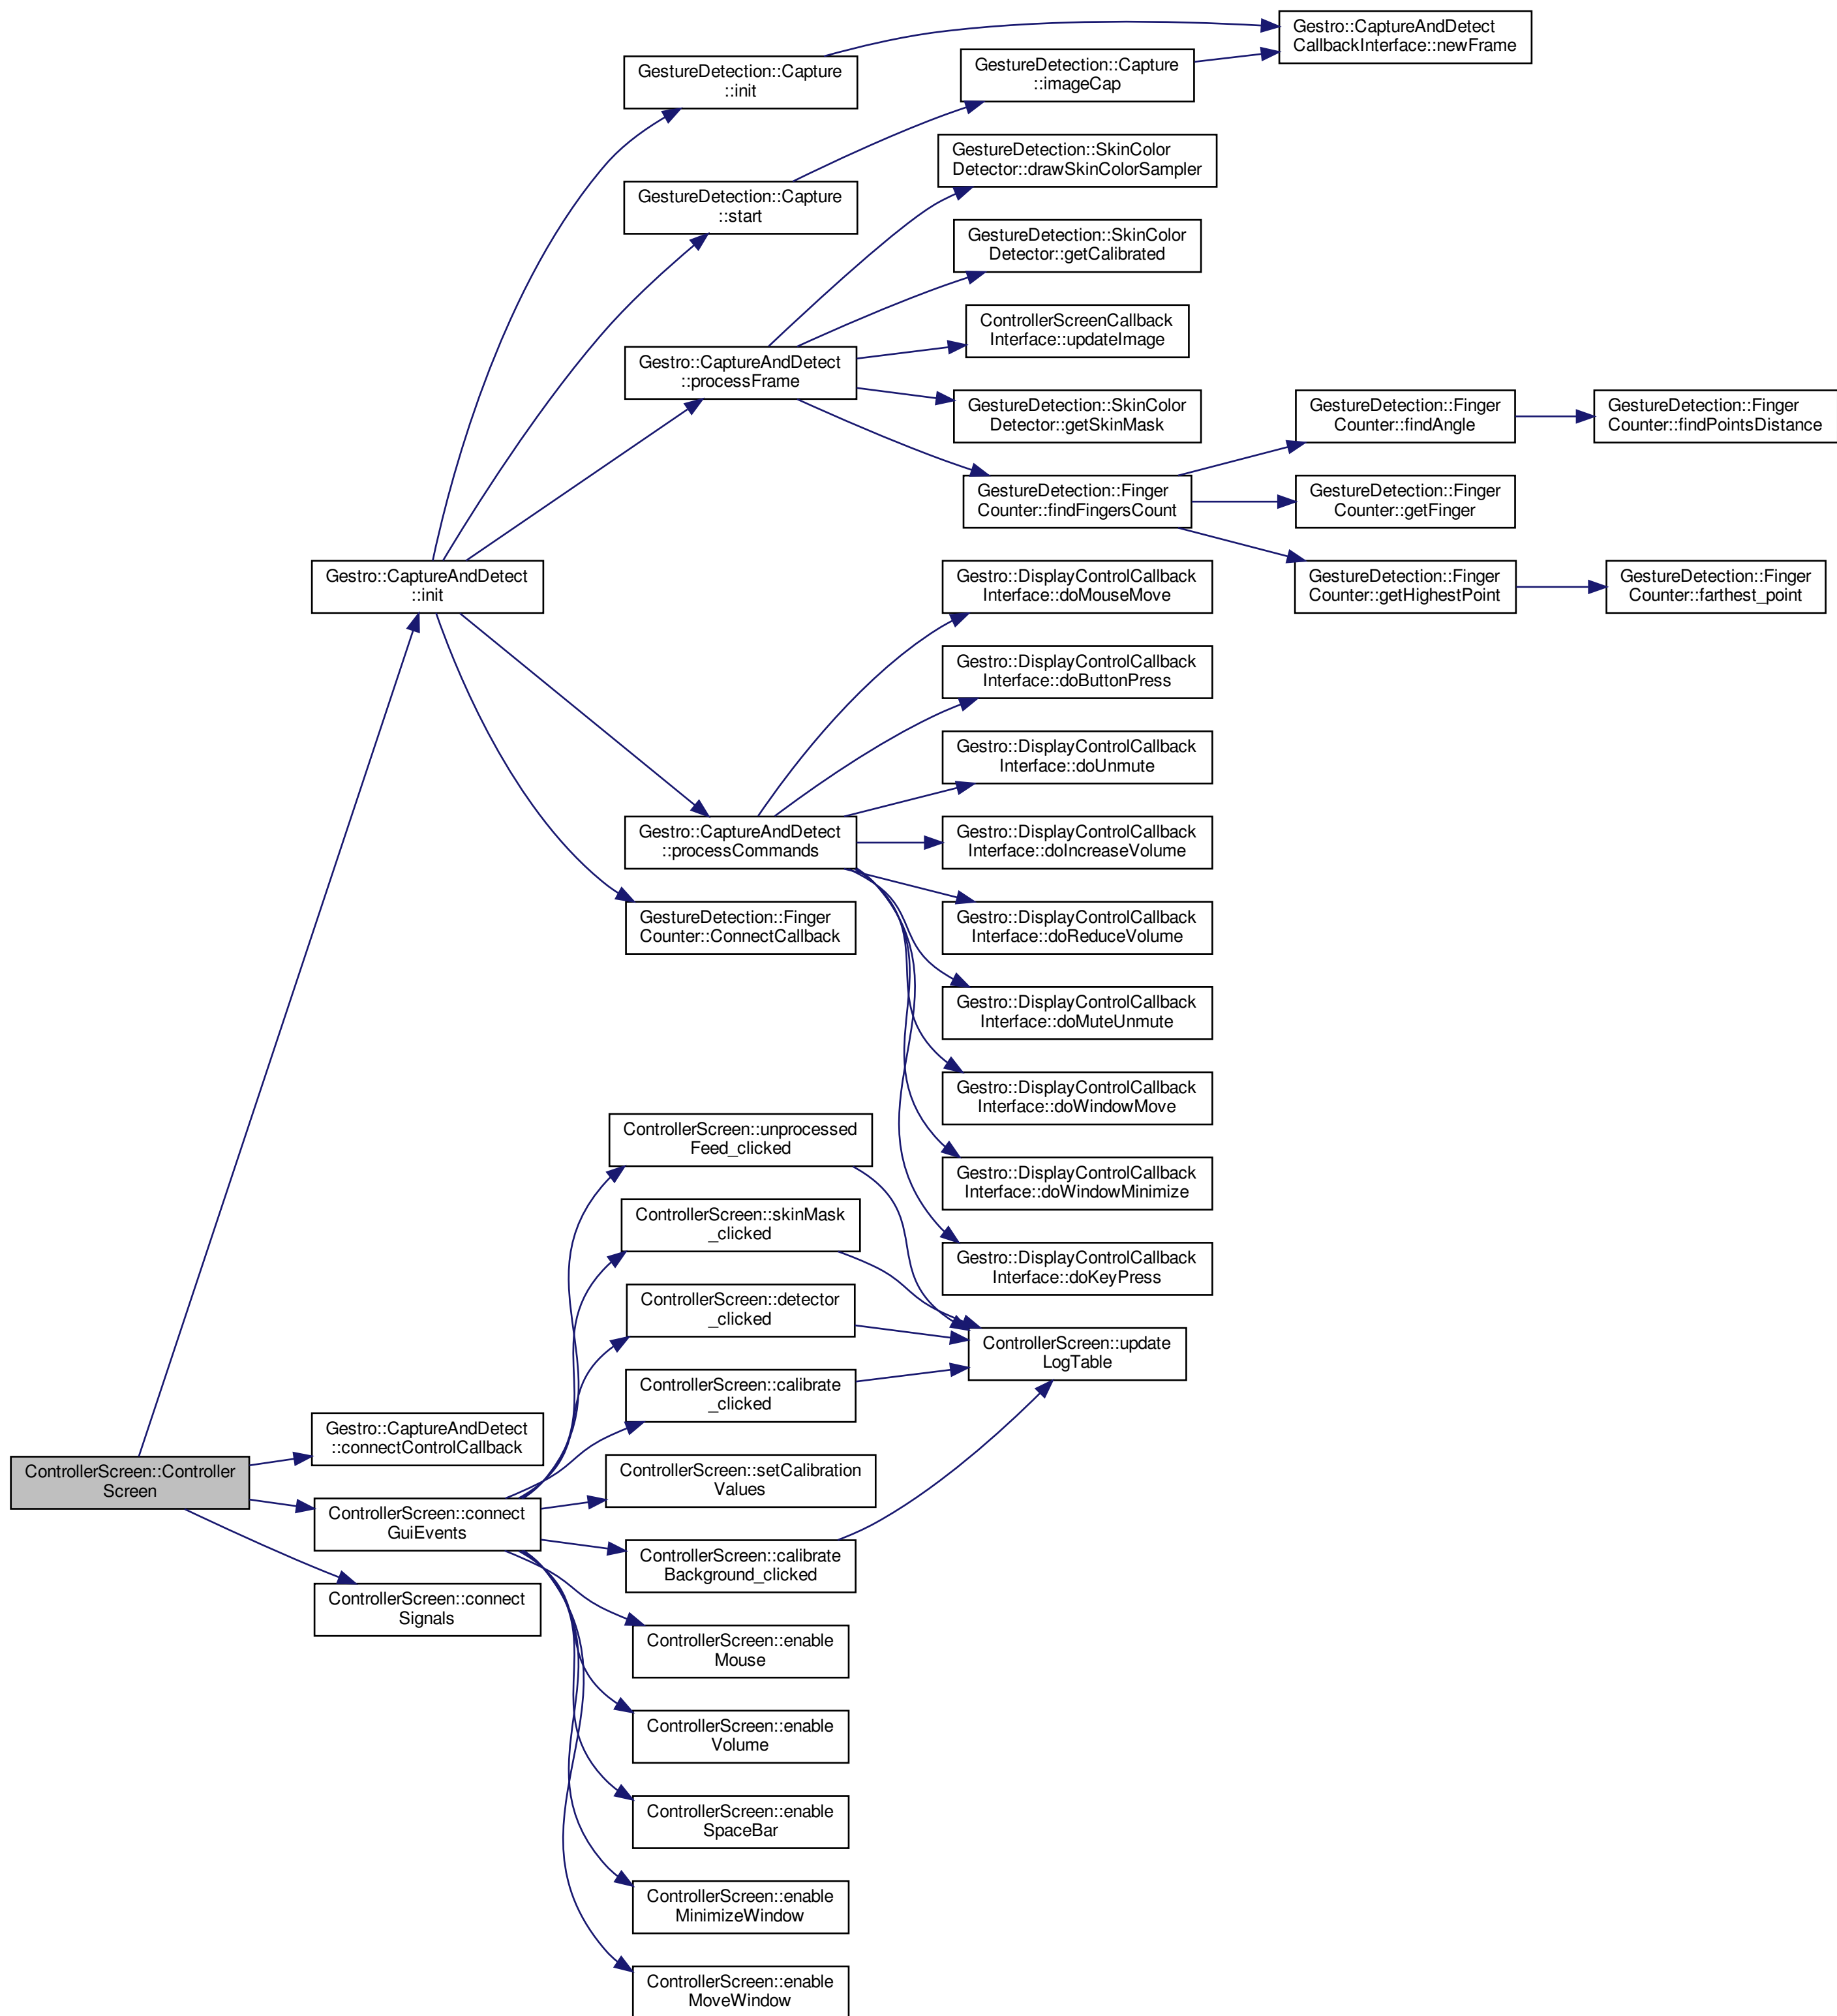 Gestro::CaptureAndDetect
CallbackInterface::newFrame
GestureDetection::Capture
::init
GestureDetection::Capture
::imageCap
GestureDetection::SkinColor
Detector::drawSkinColorSampler
GestureDetection::Capture
::start
GestureDetection::SkinColor
Detector::getCalibrated
ControllerScreenCallback
Interface::updateImage
Gestro::CaptureAndDetect
::processFrame
GestureDetection::SkinColor
Detector::getSkinMask
GestureDetection::Finger
Counter::findAngle
GestureDetection::Finger
Counter::findPointsDistance
GestureDetection::Finger
Counter::findFingersCount
GestureDetection::Finger
Counter::getFinger
Gestro::CaptureAndDetect
::init
Gestro::DisplayControlCallback
Interface::doMouseMove
GestureDetection::Finger
Counter::getHighestPoint
GestureDetection::Finger
Counter::farthest_point
Gestro::DisplayControlCallback
Interface::doButtonPress
Gestro::DisplayControlCallback
Interface::doUnmute
Gestro::CaptureAndDetect
::processCommands
Gestro::DisplayControlCallback
Interface::doIncreaseVolume
GestureDetection::Finger
Counter::ConnectCallback
Gestro::DisplayControlCallback
Interface::doReduceVolume
Gestro::DisplayControlCallback
Interface::doMuteUnmute
Gestro::DisplayControlCallback
Interface::doWindowMove
ControllerScreen::unprocessed
Feed_clicked
Gestro::DisplayControlCallback
Interface::doWindowMinimize
ControllerScreen::skinMask
_clicked
Gestro::DisplayControlCallback
Interface::doKeyPress
ControllerScreen::detector
_clicked
ControllerScreen::update
LogTable
ControllerScreen::calibrate
_clicked
Gestro::CaptureAndDetect
::connectControlCallback
ControllerScreen::Controller
Screen
ControllerScreen::setCalibration
Values
ControllerScreen::connect
GuiEvents
ControllerScreen::calibrate
Background_clicked
ControllerScreen::connect
Signals
ControllerScreen::enable
Mouse
ControllerScreen::enable
Volume
ControllerScreen::enable
SpaceBar
ControllerScreen::enable
MinimizeWindow
ControllerScreen::enable
MoveWindow